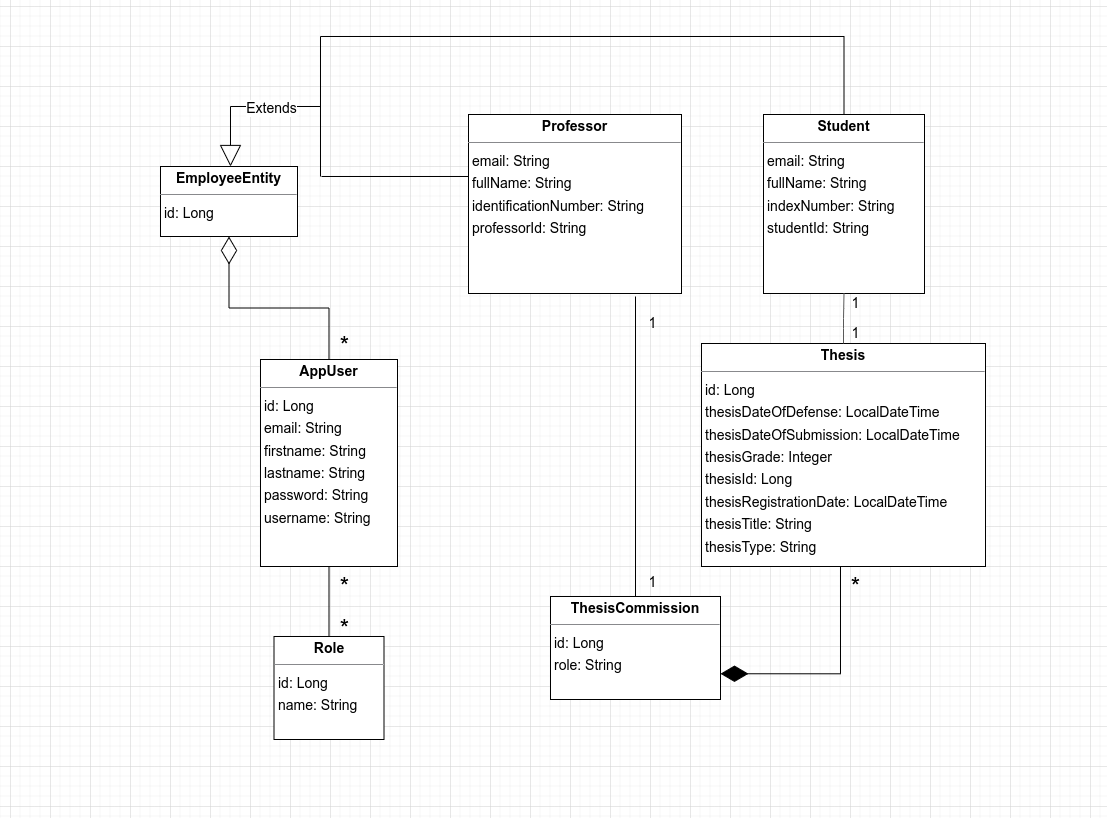 Extends
EmployeeEntity
id: Long
Professor
email: String
fullName: String
identificationNumber: String
professorId: String
Student
email: String
fullName: String
indexNumber: String
studentId: String
1
1
1
*
AppUser
id: Long
email: String
firstname: String
lastname: String
password: String
username: String
Thesis
id: Long
thesisDateOfDefense: LocalDateTime
thesisDateOfSubmission: LocalDateTime
thesisGrade: Integer
thesisId: Long
thesisRegistrationDate: LocalDateTime
thesisTitle: String
thesisType: String
*
*
1
*
Role
id: Long
name: String
ThesisCommission
id: Long
role: String